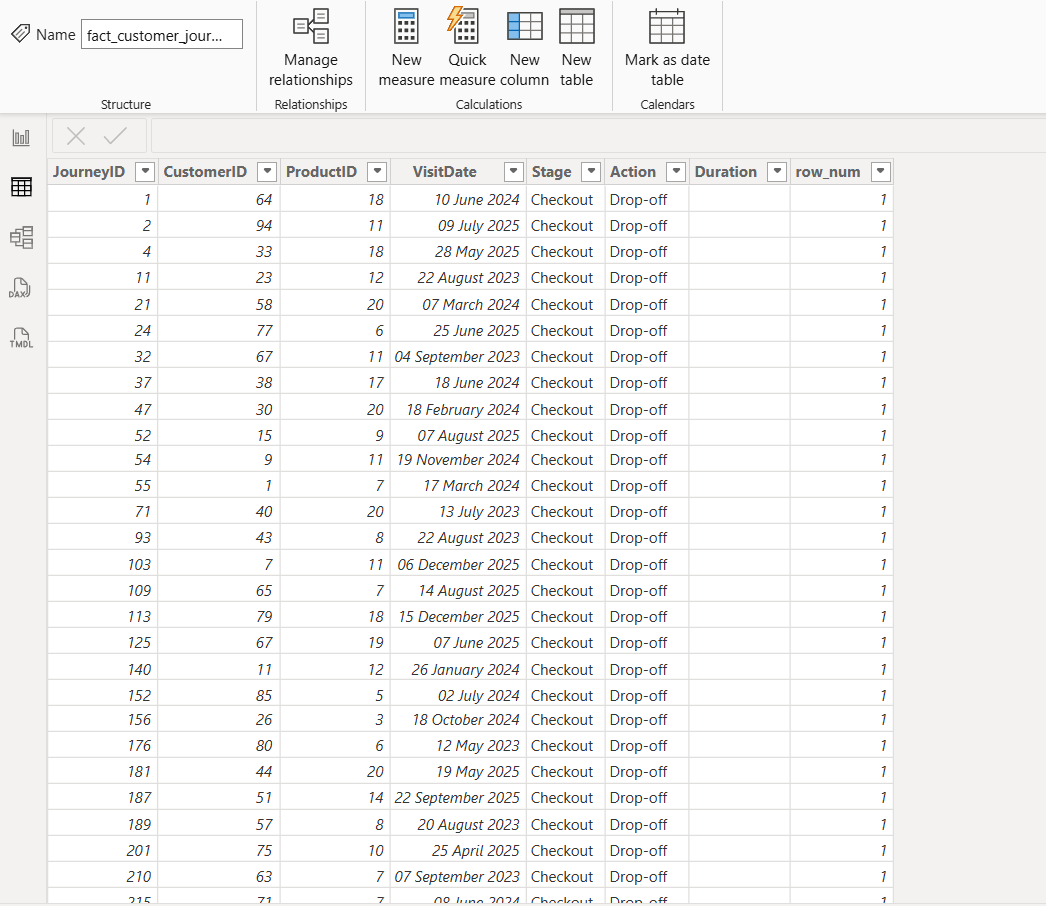 Name fact_customer_jour...
Manage relationships
New measure
Quick measure
New column
New table
Mark as date table
Structure
Relationships
Calculations
Calendars
DAX
TMDL
JourneyID CustomerID ProductID VisitDate Stage Action Duration row_num
1 64 18 10 June 2024 Checkout Drop-off 1
2 94 11 09 July 2025 Checkout Drop-off 1
4 33 18 28 May 2025 Checkout Drop-off 1
11 23 12 22 August 2023 Checkout Drop-off 1
21 58 20 07 March 2024 Checkout Drop-off 1
24 77 6 25 June 2025 Checkout Drop-off 1
32 67 11 04 September 2023 Checkout Drop-off 1
37 38 17 18 June 2024 Checkout Drop-off 1
47 30 20 18 February 2024 Checkout Drop-off 1
52 15 9 07 August 2025 Checkout Drop-off 1
54 9 11 19 November 2024 Checkout Drop-off 1
55 1 7 17 March 2024 Checkout Drop-off 1
71 40 20 13 July 2023 Checkout Drop-off 1
93 43 8 22 August 2023 Checkout Drop-off 1
103 7 11 06 December 2025 Checkout Drop-off 1
109 65 7 14 August 2025 Checkout Drop-off 1
113 79 18 15 December 2025 Checkout Drop-off 1
125 67 19 07 June 2025 Checkout Drop-off 1
140 11 12 26 January 2024 Checkout Drop-off 1
152 85 5 02 July 2024 Checkout Drop-off 1
156 26 3 18 October 2024 Checkout Drop-off 1
176 80 6 12 May 2023 Checkout Drop-off 1
181 44 20 19 May 2025 Checkout Drop-off 1
187 51 14 22 September 2025 Checkout Drop-off 1
189 57 8 20 August 2023 Checkout Drop-off 1
201 75 10 25 April 2025 Checkout Drop-off 1
210 63 7 07 September 2023 Checkout Drop-off 1
215 71 7 08 June 2024 Checkout Drop-off 1